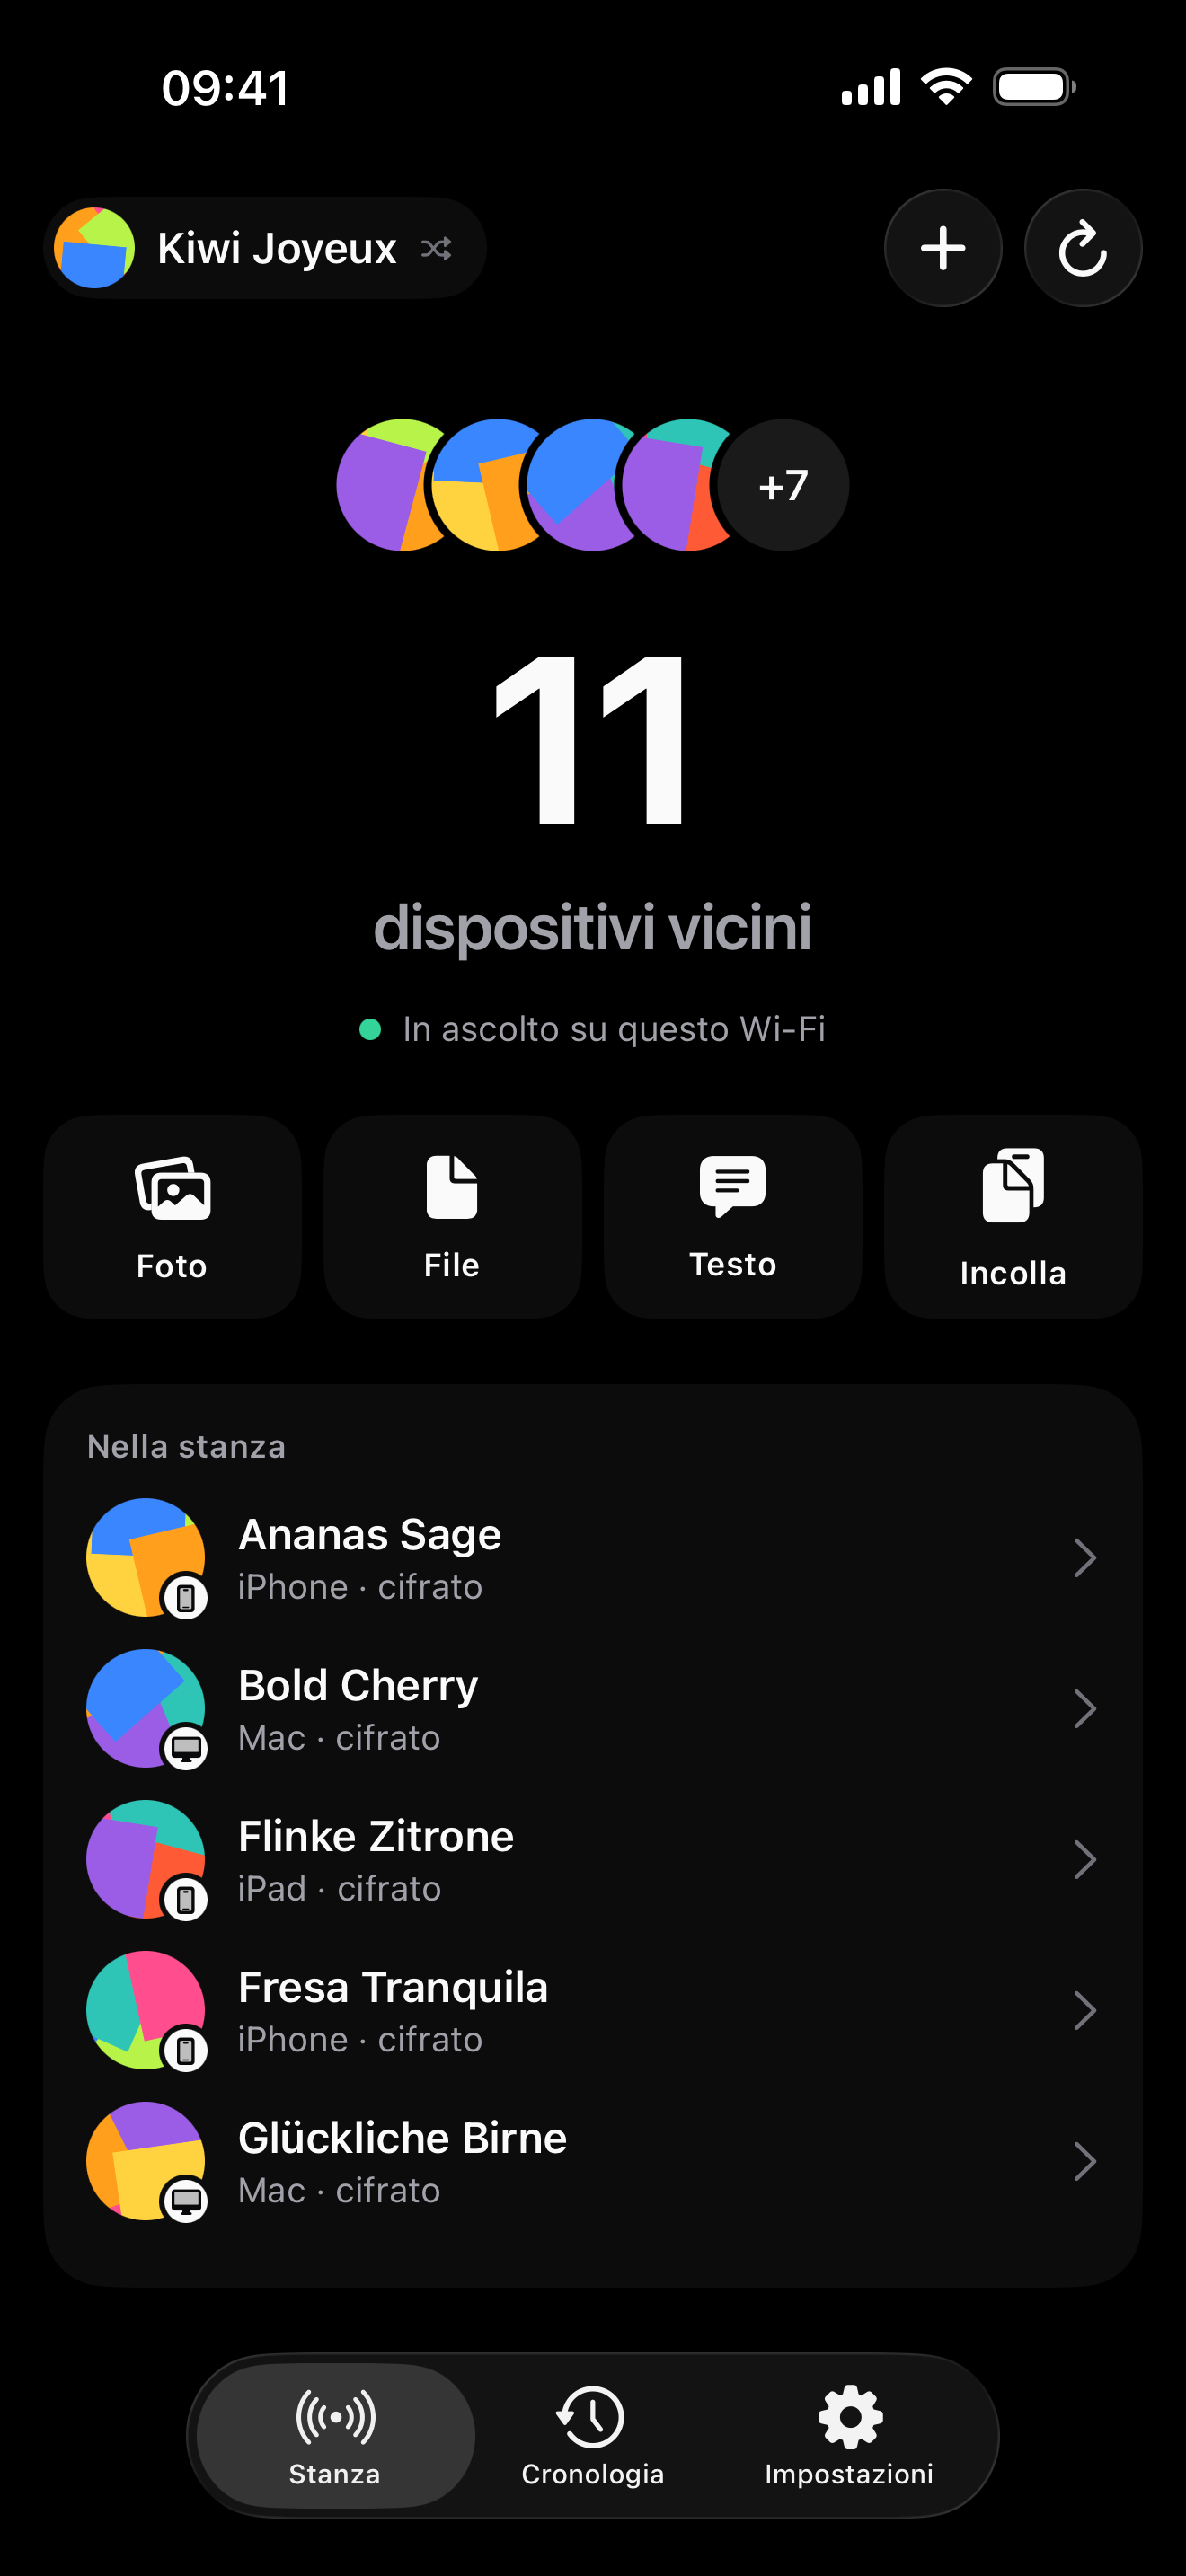 09:41
Kiwi Joyeux
+7
11
dispositivi vicini
In ascolto su questo Wi-Fi
Foto
File
Testo
Incolla
Nella stanza
Ananas Sage
iPhone · cifrato
Bold Cherry
Mac · cifrato
Flinke Zitrone
iPad · cifrato
Fresa Tranquila
iPhone · cifrato
Glückliche Birne
Mac · cifrato
Stanza
Cronologia
Impostazioni